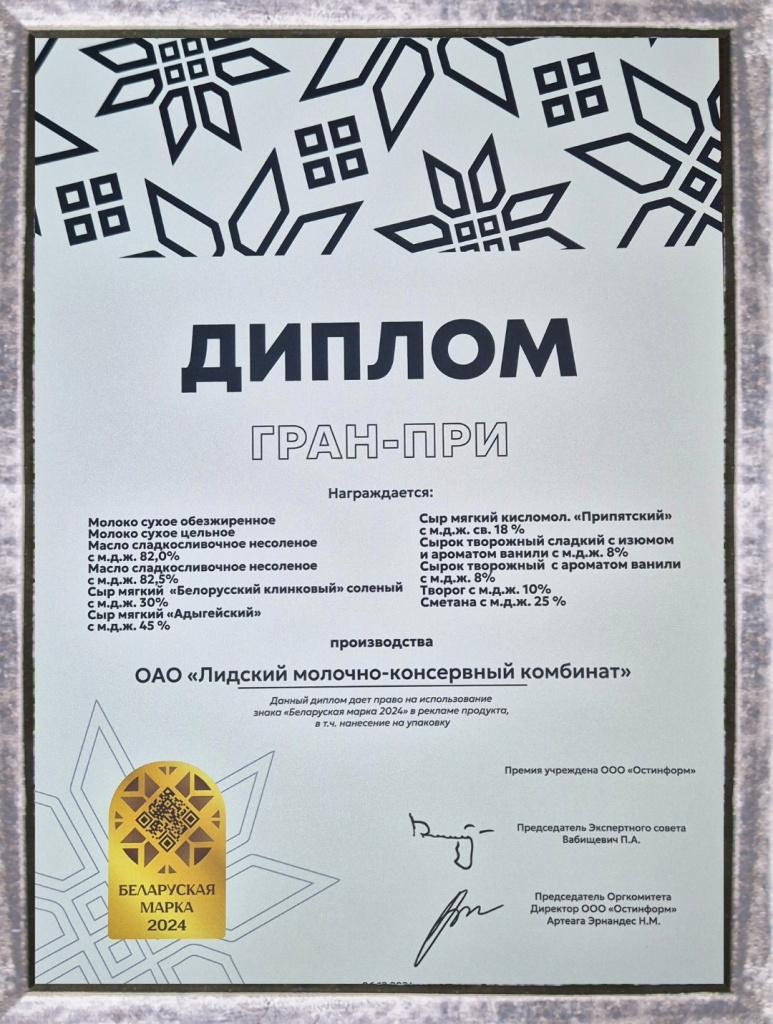 ДИПЛОМ
ГРАН-ПРИ
Награждается:
Молоко сухое обезжиренное
Молоко сухое цельное
Масло сладкосливочное несоленое
с м.д.ж. 82,0%
Масло сладкосливочное несоленое
с м.д.ж. 82,5%
Сыр мягкий «Белорусский клинковый» соленый
с м.д.ж. 30%
Сыр мягкий «Адыгейский»
с м.д.ж. 45 %
Сыр мягкий кисломол. «Припятский»
с м.д.ж. св. 18 %
Сырок творожный сладкий с изюмом
и ароматом ванили с м.д.ж. 8%
Сырок творожный с ароматом ванили
с м.д.ж. 8%
Творог с м.д.ж. 10%
Сметана с м.д.ж. 25 %
производства
ОАО «Лидский молочно-консервный комбинат»
Данный диплом дает право на использование
знака «Беларуская марка 2024» в рекламе продукта,
в т.ч. нанесение на упаковку
Премия учреждена ООО «Остинформ»
Председатель Экспертного совета
Вабищевич П.А.
Председатель Оргкомитета
Директор ООО «Остинформ»
Артеага Эрнандес Н.М.
БЕЛАРУСКАЯ
МАРКА
2024